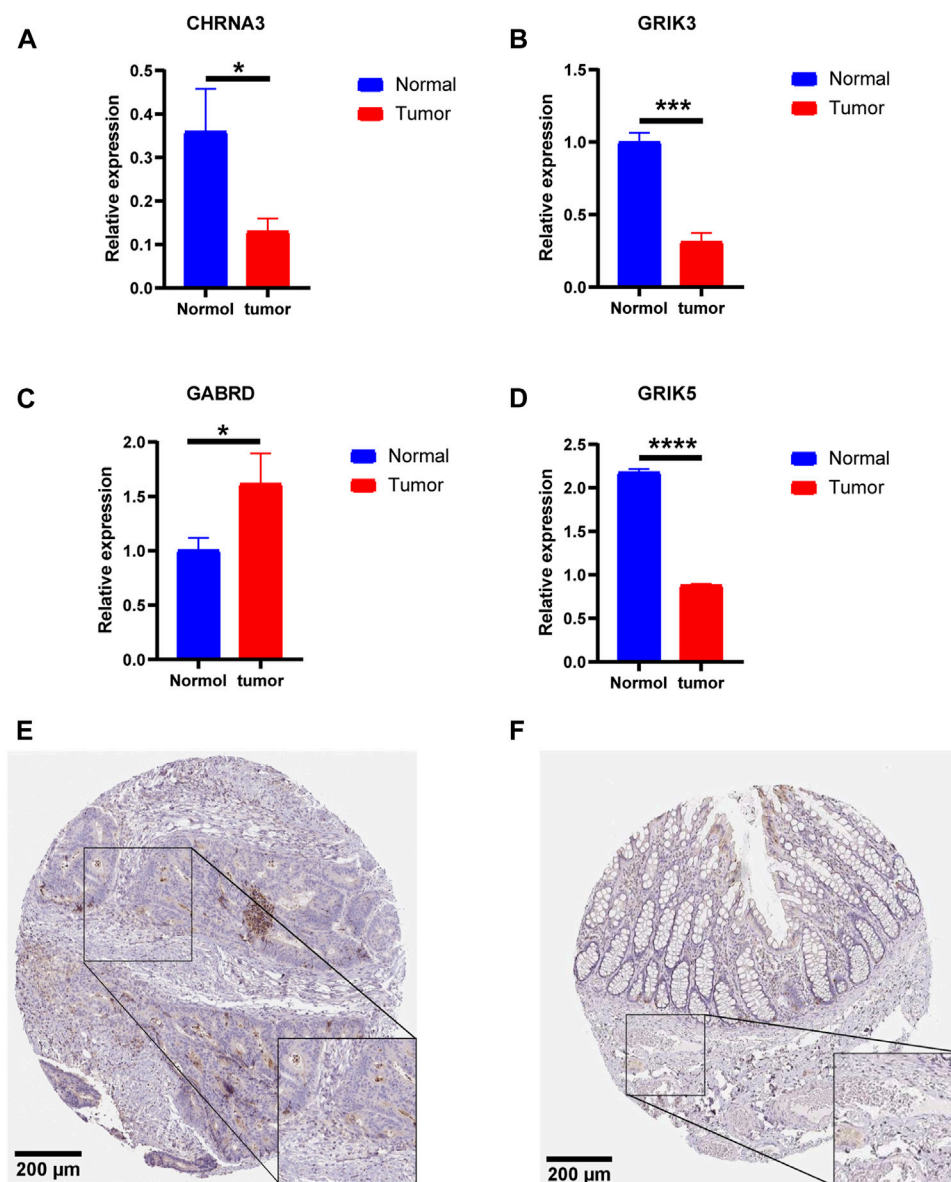 A
CHRNA3
*
Normal
Tumor
Relative expression
0.5
0.4
0.3
0.2
0.1
0.0
Normol tumor
B
GRIK3
***
Relative expression
1.5
1.0
0.5
0.0
Normol tumor
C
GABRD
*
Normal
Tumor
Relative expression
2.0
1.5
1.0
0.5
0.0
Normol tumor
D
GRIK5
****
Normal
Tumor
Relative expression
2.5
2.0
1.5
1.0
0.5
0.0
Normol tumor
E
200 µm
F
200 µm